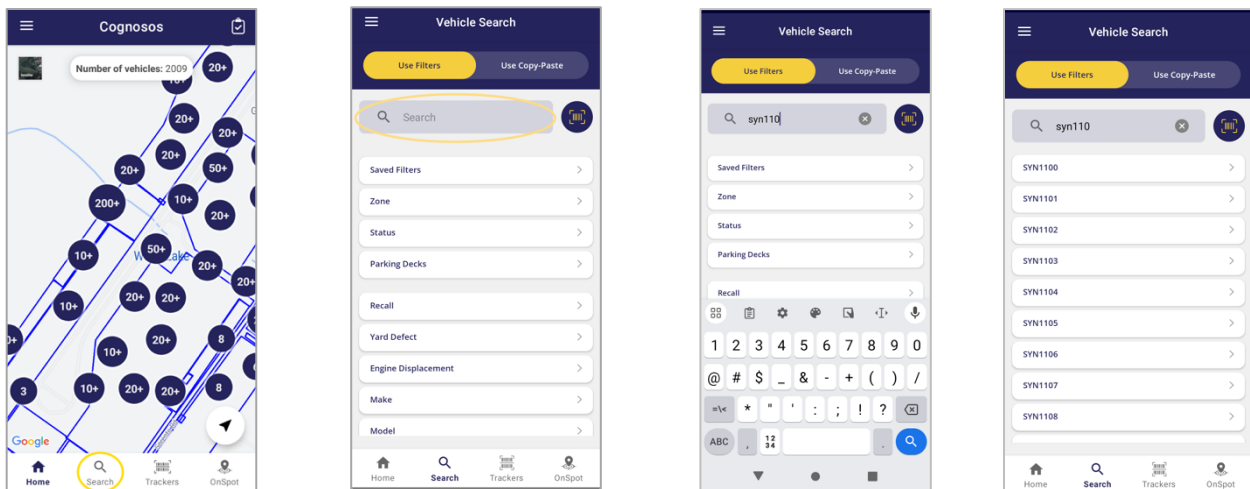 Cognosos
Number of vehicles: 2009
10+
20+
20+
20+
20+
20+
50+
200+
10+
20+
50+
10+
20+
20+
20+
20+
10+
20+
8
10+
3
10+
20+
20+
8
Google
Home
Search
Trackers
OnSpot
Vehicle Search
Use Filters
Use Copy-Paste
Search
Saved Filters
Zone
Status
Parking Decks
Recall
Yard Defect
Engine Displacement
Make
Model
Home
Search
Trackers
OnSpot
Vehicle Search
Use Filters
Use Copy-Paste
syn110
Saved Filters
Zone
Status
Parking Decks
Recall
1 2 3 4 5 6 7 8 9 0
@ # $ _ & - + ( ) /
=\< * " ' : ; ! ?
ABC , 12 34 .
Vehicle Search
Use Filters
Use Copy-Paste
syn110
SYN1100
SYN1101
SYN1102
SYN1103
SYN1104
SYN1105
SYN1106
SYN1107
SYN1108
Home
Search
Trackers
OnSpot